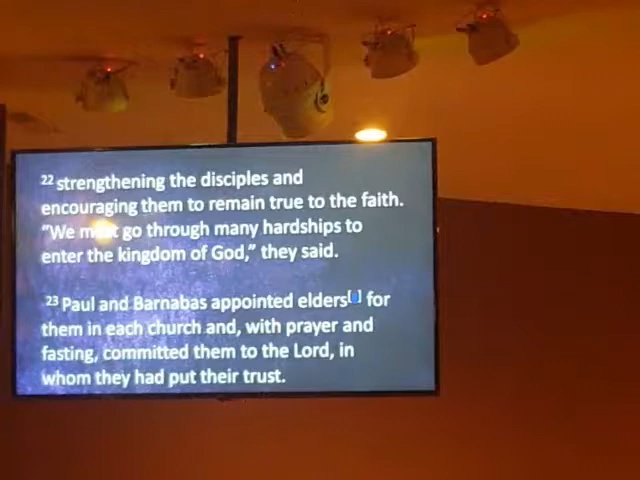 22 strengthening the disciples and
encouraging them to remain true to the faith.
“We must go through many hardships to
enter the kingdom of God,” they said.
23 Paul and Barnabas appointed elders[ ] for
them in each church and, with prayer and
fasting, committed them to the Lord, in
whom they had put their trust.